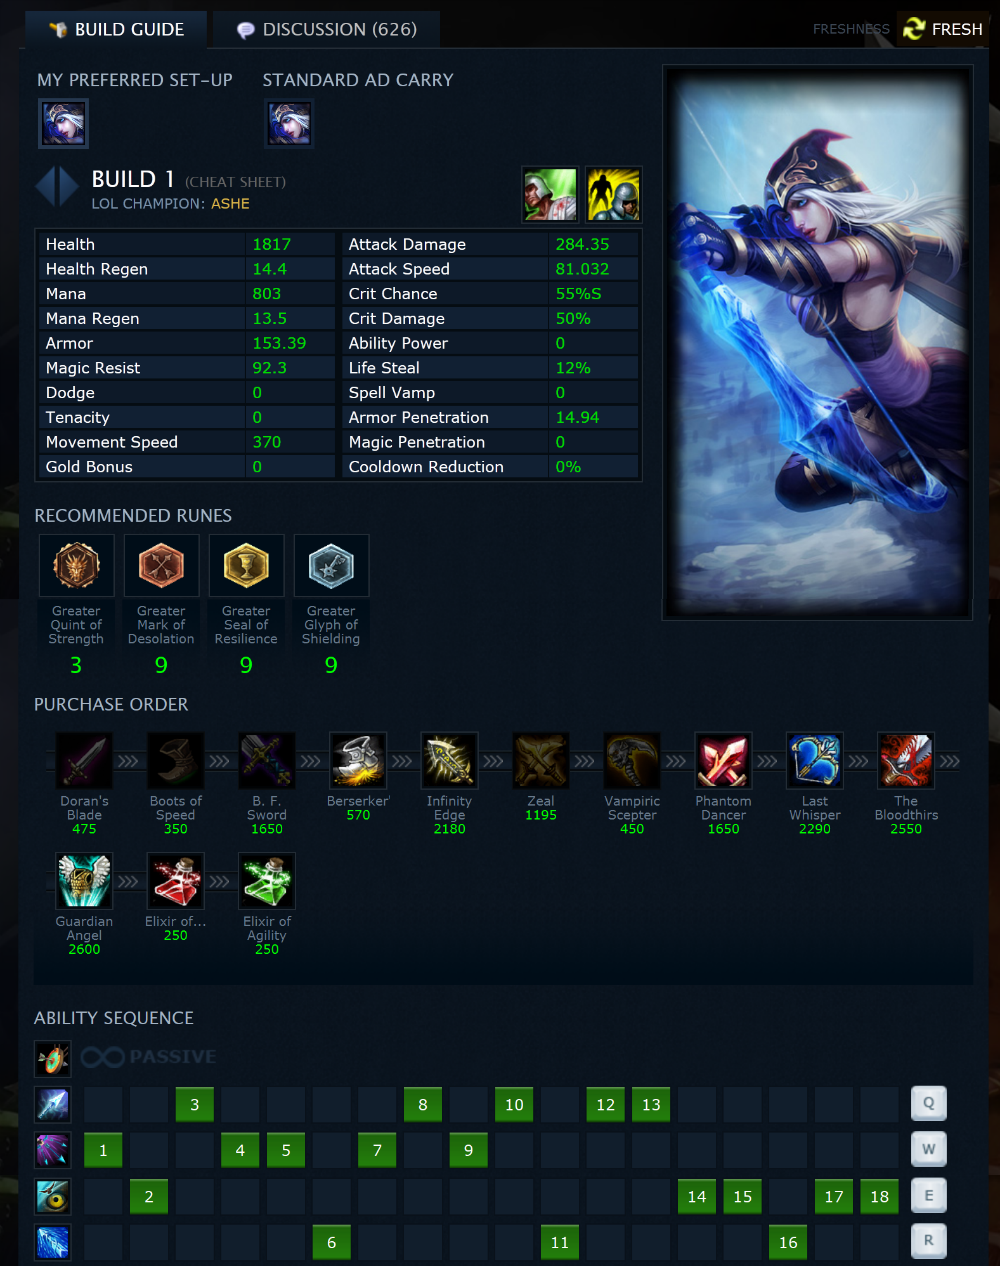 BUILD GUIDE
DISCUSSION (626)
FRESHNESS
FRESH
MY PREFERRED SET-UP
STANDARD AD CARRY
BUILD 1 (CHEAT SHEET)
LOL CHAMPION: ASHE
Health 1817 Attack Damage 284.35
Health Regen 14.4 Attack Speed 81.032
Mana 803 Crit Chance 55%S
Mana Regen 13.5 Crit Damage 50%
Armor 153.39 Ability Power 0
Magic Resist 92.3 Life Steal 12%
Dodge 0 Spell Vamp 0
Tenacity 0 Armor Penetration 14.94
Movement Speed 370 Magic Penetration 0
Gold Bonus 0 Cooldown Reduction 0%
RECOMMENDED RUNES
Greater Quint of Strength 3
Greater Mark of Desolation 9
Greater Seal of Resilience 9
Greater Glyph of Shielding 9
PURCHASE ORDER
Doran's Blade 475
Boots of Speed 350
B. F. Sword 1650
Berserker' 570
Infinity Edge 2180
Zeal 1195
Vampiric Scepter 450
Phantom Dancer 1650
Last Whisper 2290
The Bloodthirs 2550
Guardian Angel 2600
Elixir of... 250
Elixir of Agility 250
ABILITY SEQUENCE
PASSIVE
3 8 10 12 13 Q
1 4 5 7 9 W
2 14 15 17 18 E
6 11 16 R